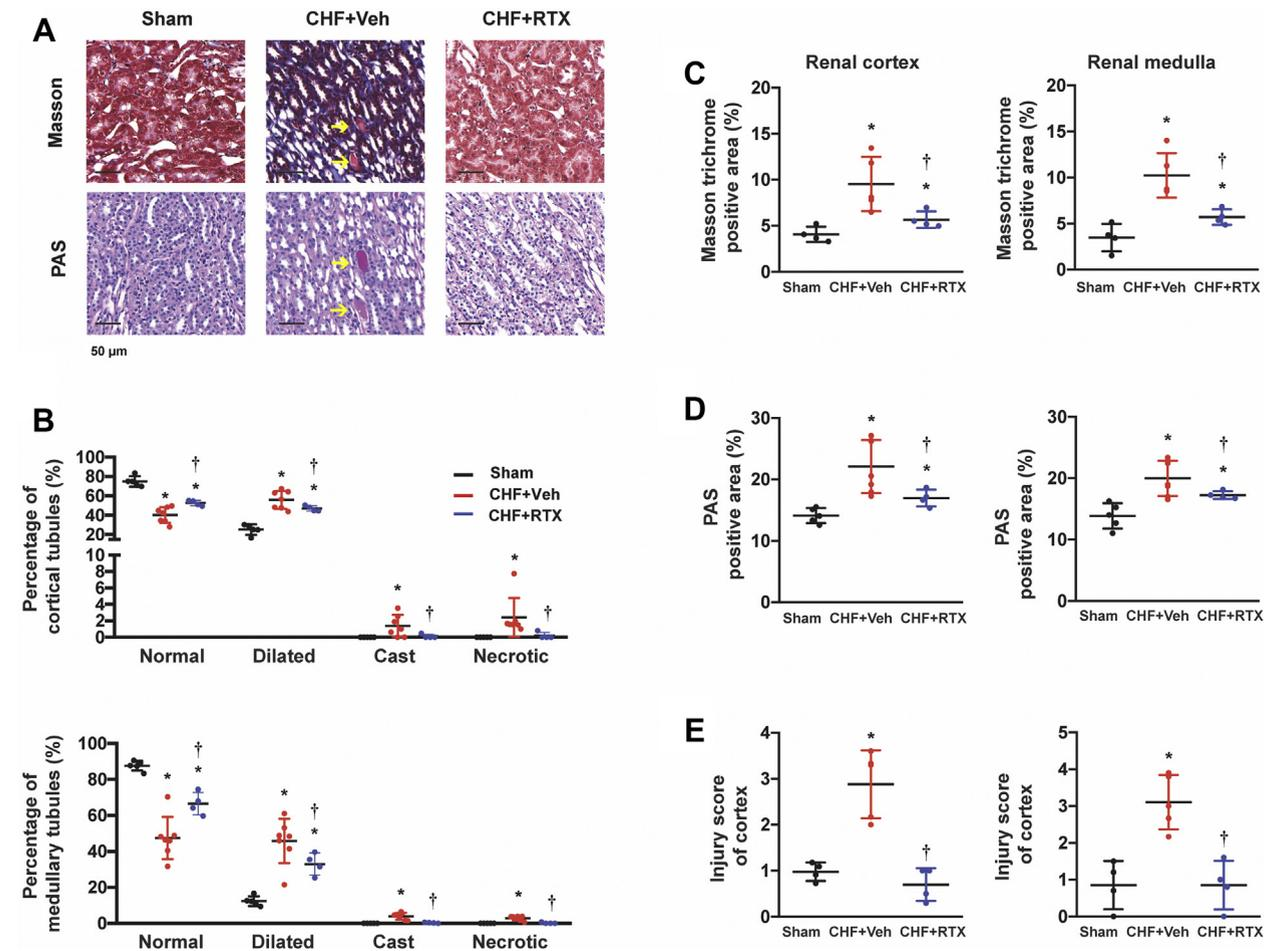 A
Sham
CHF+Veh
CHF+RTX
Masson
PAS
50 µm
B
Percentage of
cortical tubules (%)
100
80
60
40
20
10
8
6
4
2
0
*
†
*
*
†
*
*
†
*
†
Sham
CHF+Veh
CHF+RTX
Normal
Dilated
Cast
Necrotic
Percentage of
medullary tubules (%)
100
80
60
40
20
0
*
†
*
*
†
*
*
†
*
†
Normal
Dilated
Cast
Necrotic
C
Renal cortex
Masson trichrome
positive area (%)
20
15
10
5
0
*
†
*
Sham
CHF+Veh
CHF+RTX
Renal medulla
Masson trichrome
positive area (%)
20
15
10
5
0
*
†
*
Sham
CHF+Veh
CHF+RTX
D
PAS
positive area (%)
30
20
10
0
*
†
*
Sham
CHF+Veh
CHF+RTX
PAS
positive area (%)
30
20
10
0
*
†
*
Sham
CHF+Veh
CHF+RTX
E
Injury score
of cortex
4
3
2
1
0
*
†
Sham
CHF+Veh
CHF+RTX
Injury score
of cortex
5
4
3
2
1
0
*
†
Sham
CHF+Veh
CHF+RTX